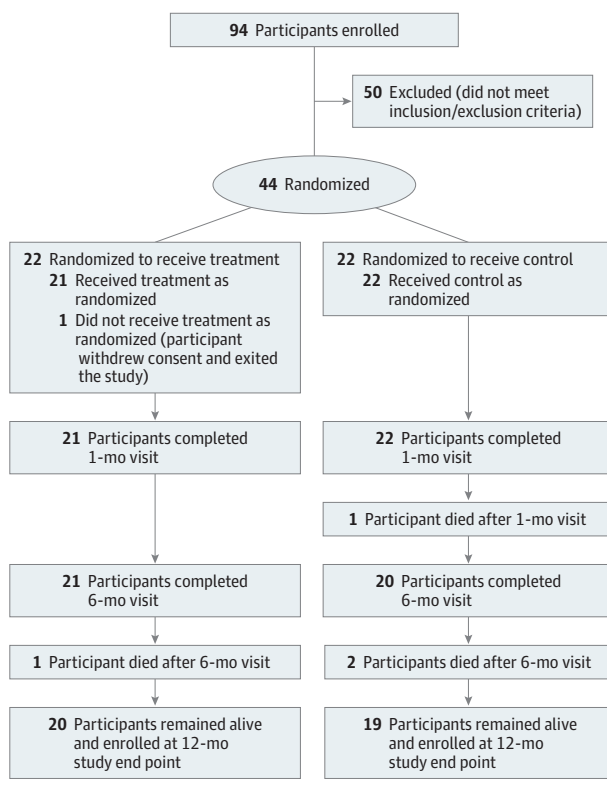 94 Participants enrolled
50 Excluded (did not meet
inclusion/exclusion criteria)
44 Randomized
22 Randomized to receive treatment
21 Received treatment as
randomized
1 Did not receive treatment as
randomized (participant
withdrew consent and exited
the study)
22 Randomized to receive control
22 Received control as
randomized
21 Participants completed
1-mo visit
22 Participants completed
1-mo visit
1 Participant died after 1-mo visit
21 Participants completed
6-mo visit
20 Participants completed
6-mo visit
1 Participant died after 6-mo visit
2 Participants died after 6-mo visit
20 Participants remained alive
and enrolled at 12-mo
study end point
19 Participants remained alive
and enrolled at 12-mo
study end point